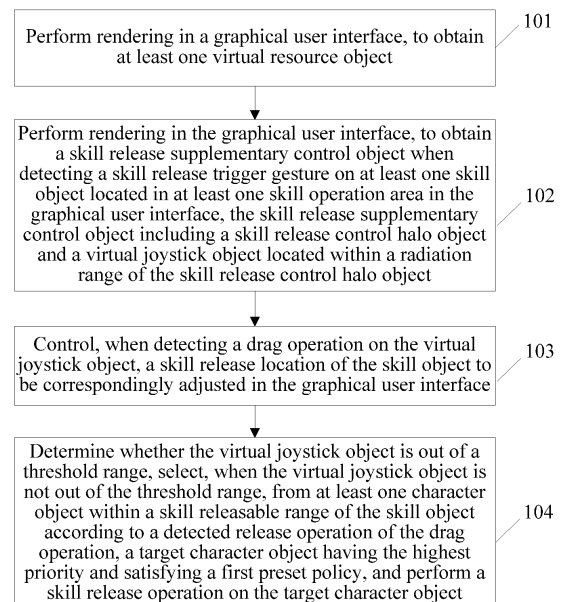 Perform rendering in a graphical user interface, to obtain
at least one virtual resource object
101
Perform rendering in the graphical user interface, to obtain
a skill release supplementary control object when
detecting a skill release trigger gesture on at least one skill
object located in at least one skill operation area in the
graphical user interface, the skill release supplementary
control object including a skill release control halo object
and a virtual joystick object located within a radiation
range of the skill release control halo object
102
Control, when detecting a drag operation on the virtual
joystick object, a skill release location of the skill object to
be correspondingly adjusted in the graphical user interface
103
Determine whether the virtual joystick object is out of a
threshold range, select, when the virtual joystick object is
not out of the threshold range, from at least one character
object within a skill releasable range of the skill object
according to a detected release operation of the drag
operation, a target character object having the highest
priority and satisfying a first preset policy, and perform a
skill release operation on the target character object
104